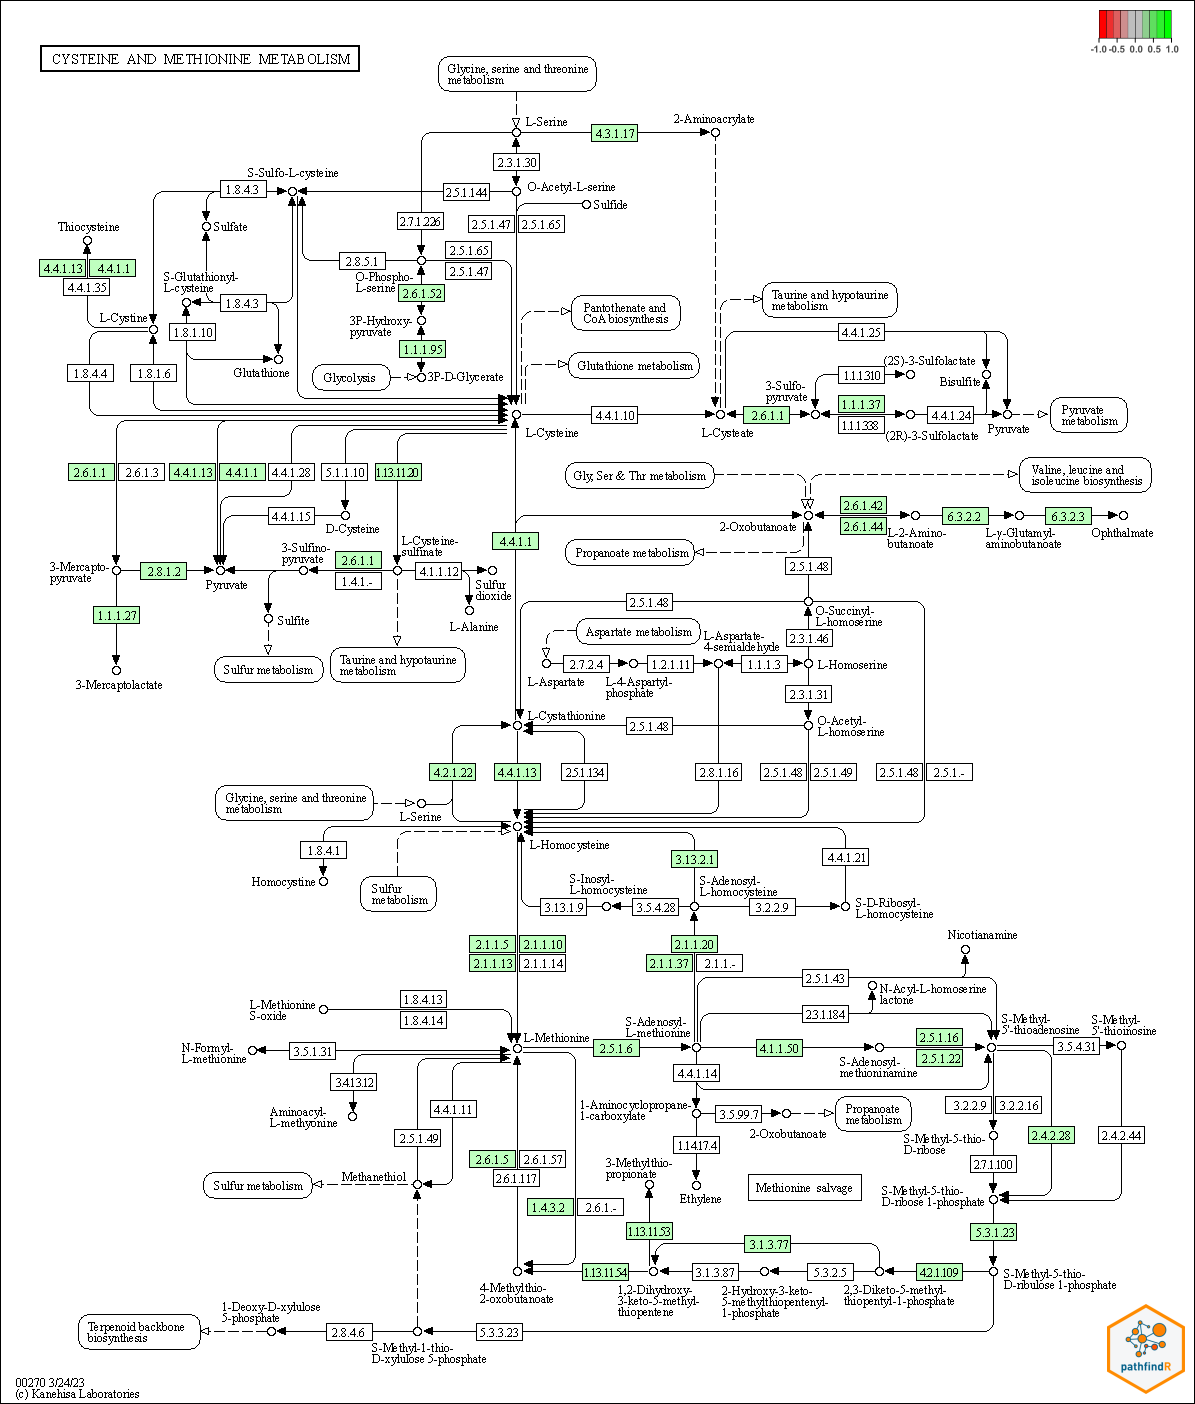 -1.0 -0.5 0.0 0.5 1.0
CYSTEINE AND METHIONINE METABOLISM
Glycine, serine and threonine
metabolism
L-Serine
4.3.1.17
2-Aminoacrylate
2.3.1.30
S-Sulfo-L-cysteine
1.8.4.3
2.5.1.144
O-Acetyl-L-serine
Sulfide
Thiocysteine
Sulfate
2.7.1.226
2.5.1.47
2.5.1.65
2.8.5.1
2.5.1.65
2.5.1.47
4.4.1.13
4.4.1.1
4.4.1.35
S-Glutathionyl-
L-cysteine
O-Phospho-
L-serine
2.6.1.52
1.8.4.3
Pantothenate and
CoA biosynthesis
Taurine and hypotaurine
metabolism
L-Cystine
1.8.1.10
3P-Hydroxy-
pyruvate
4.4.1.25
1.1.1.95
Glutathione
1.8.4.4
1.8.1.6
Glycolysis
3P-D-Glycerate
Glutathione metabolism
(2S)-3-Sulfolactate
1.1.1.310
Bisulfite
3-Sulfo-
pyruvate
4.4.1.10
2.6.1.1
1.1.1.37
1.1.1.338
4.4.1.24
Pyruvate
metabolism
L-Cysteine
L-Cysteate
(2R)-3-Sulfolactate
Pyruvate
2.6.1.1
2.6.1.3
4.4.1.13
4.4.1.1
4.4.1.28
5.1.1.10
1.13.11.20
Gly, Ser & Thr metabolism
Valine, leucine and
isoleucine biosynthesis
4.4.1.15
D-Cysteine
2-Oxobutanoate
2.6.1.42
2.6.1.44
L-2-Amino-
butanoate
6.3.2.2
L-γ-Glutamyl-
aminobutanoate
6.3.2.3
Ophthalmate
4.4.1.1
Propanoate metabolism
3-Sulfino-
pyruvate
L-Cysteine-
sulfinate
3-Mercapto-
pyruvate
2.8.1.2
Pyruvate
2.6.1.1
1.4.1.-
4.1.1.12
Sulfur
dioxide
2.5.1.48
1.1.1.27
Sulfite
L-Alanine
2.5.1.48
O-Succinyl-
L-homoserine
Aspartate metabolism
L-Aspartate-
4-semialdehyde
2.3.1.46
Sulfur metabolism
Taurine and hypotaurine
metabolism
2.7.2.4
1.2.1.11
1.1.1.3
L-Homoserine
3-Mercaptolactate
L-Aspartate
L-4-Aspartyl-
phosphate
2.3.1.31
L-Cystathionine
2.5.1.48
O-Acetyl-
L-homoserine
4.2.1.22
4.4.1.13
2.5.1.134
2.8.1.16
2.5.1.48
2.5.1.49
2.5.1.48
2.5.1.-
Glycine, serine and threonine
metabolism
L-Serine
L-Homocysteine
1.8.4.1
3.13.2.1
4.4.1.21
Homocystine
Sulfur
metabolism
S-Inosyl-
L-homocysteine
S-Adenosyl-
L-homocysteine
3.13.1.9
3.5.4.28
3.2.2.9
S-D-Ribosyl-
L-homocysteine
2.1.1.5
2.1.1.10
2.1.1.13
2.1.1.14
2.1.1.20
2.1.1.37
2.1.1.-
Nicotianamine
2.5.1.43
L-Methionine
S-oxide
1.8.4.13
1.8.4.14
N-Acyl-L-homoserine
lactone
2.3.1.184
S-Adenosyl-
L-methionine
S-Methyl-
5'-thioadenosine
S-Methyl-
5'-thioinosine
L-Methionine
N-Formyl-
L-methionine
3.5.1.31
2.5.1.6
4.1.1.50
S-Adenosyl-
methioninamine
2.5.1.16
2.5.1.22
3.5.4.31
3.4.13.12
4.4.1.14
Aminoacyl-
L-methyonine
4.4.1.11
1-Aminocyclopropane-
1-carboxylate
3.5.99.7
2-Oxobutanoate
Propanoate
metabolism
3.2.2.9
3.2.2.16
2.5.1.49
1.14.17.4
S-Methyl-5-thio-
D-ribose
2.4.2.28
2.4.2.44
2.6.1.5
2.6.1.57
2.6.1.117
3-Methylthio-
propionate
2.7.1.100
Methanethiol
Sulfur metabolism
Ethylene
Methionine salvage
S-Methyl-5-thio-
D-ribose 1-phosphate
1.4.3.2
2.6.1.-
1.13.11.53
3.1.3.77
5.3.1.23
1.13.11.54
3.1.3.87
5.3.2.5
4.2.1.109
4-Methylthio-
2-oxobutanoate
1,2-Dihydroxy-
3-keto-5-methyl-
thiopentene
2-Hydroxy-3-keto-
5-methylthiopentenyl-
1-phosphate
2,3-Diketo-5-methyl-
thiopentyl-1-phosphate
S-Methyl-5-thio-
D-ribulose 1-phosphate
1-Deoxy-D-xylulose
5-phosphate
Terpenoid backbone
biosynthesis
2.8.4.6
5.3.3.23
S-Methyl-1-thio-
D-xylulose 5-phosphate
pathfindR
00270 3/24/23
(c) Kanehisa Laboratories